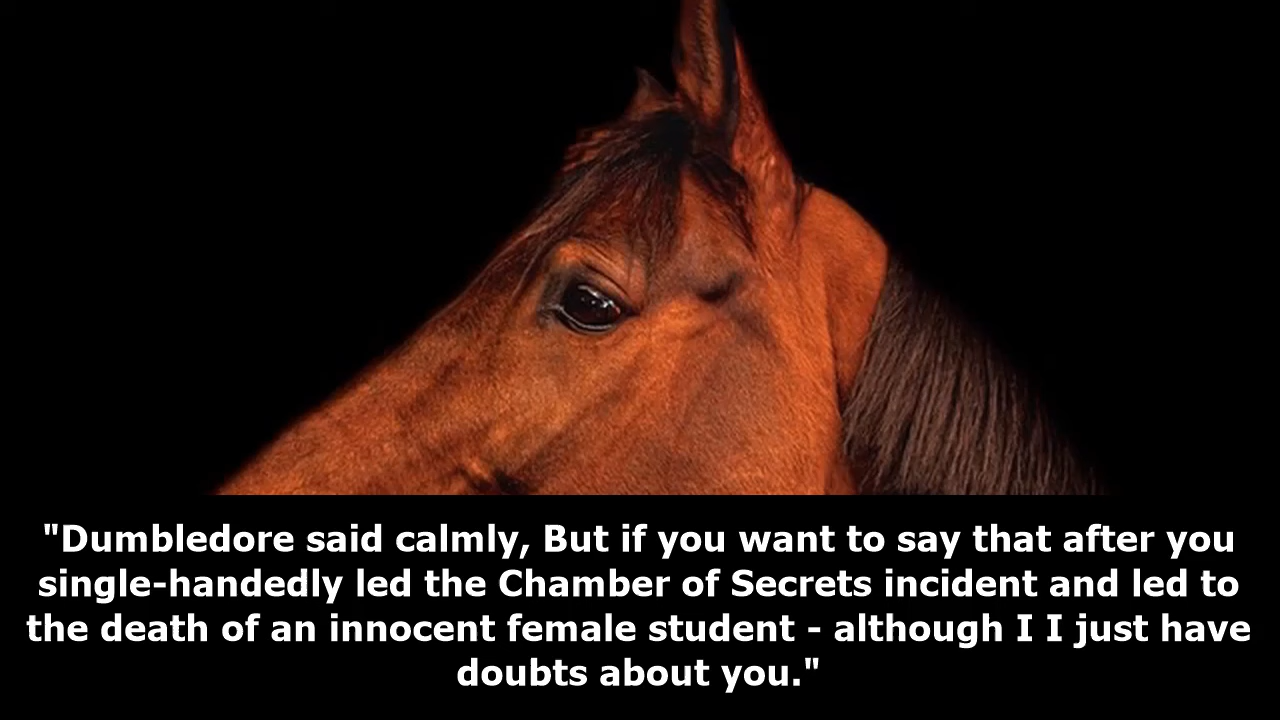 "Dumbledore said calmly, But if you want to say that after you
single-handedly led the Chamber of Secrets incident and led to
the death of an innocent female student - although I I just have
doubts about you."